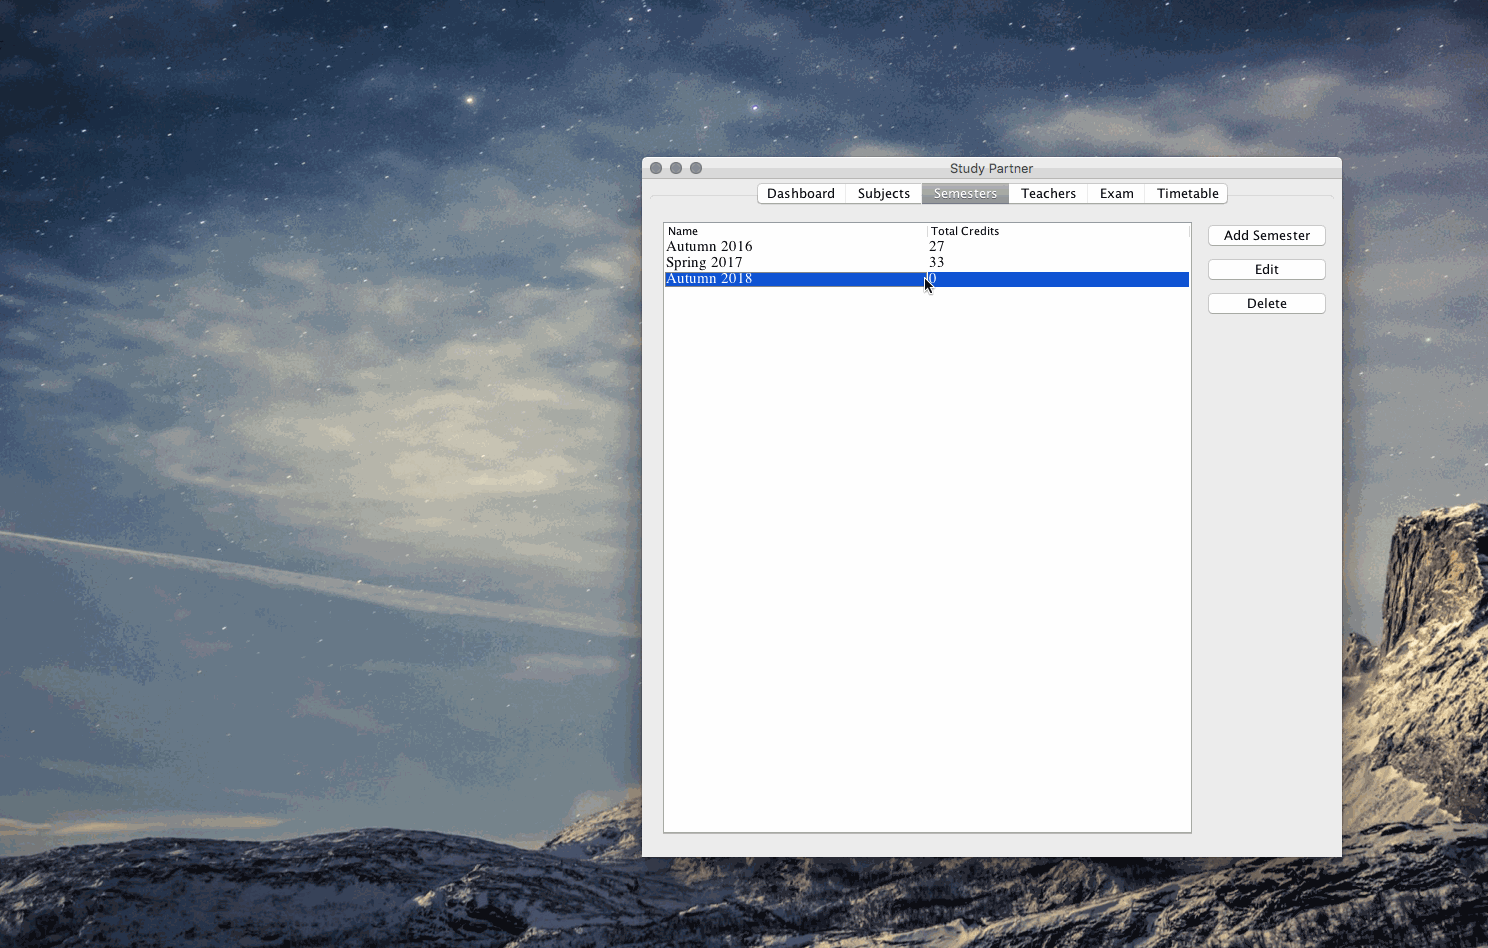 Study Partner
Dashboard Subjects Semesters Teachers Exam Timetable
Name Total Credits
Autumn 2016 27
Spring 2017 33
Autumn 2018 0
Add Semester
Edit
Delete